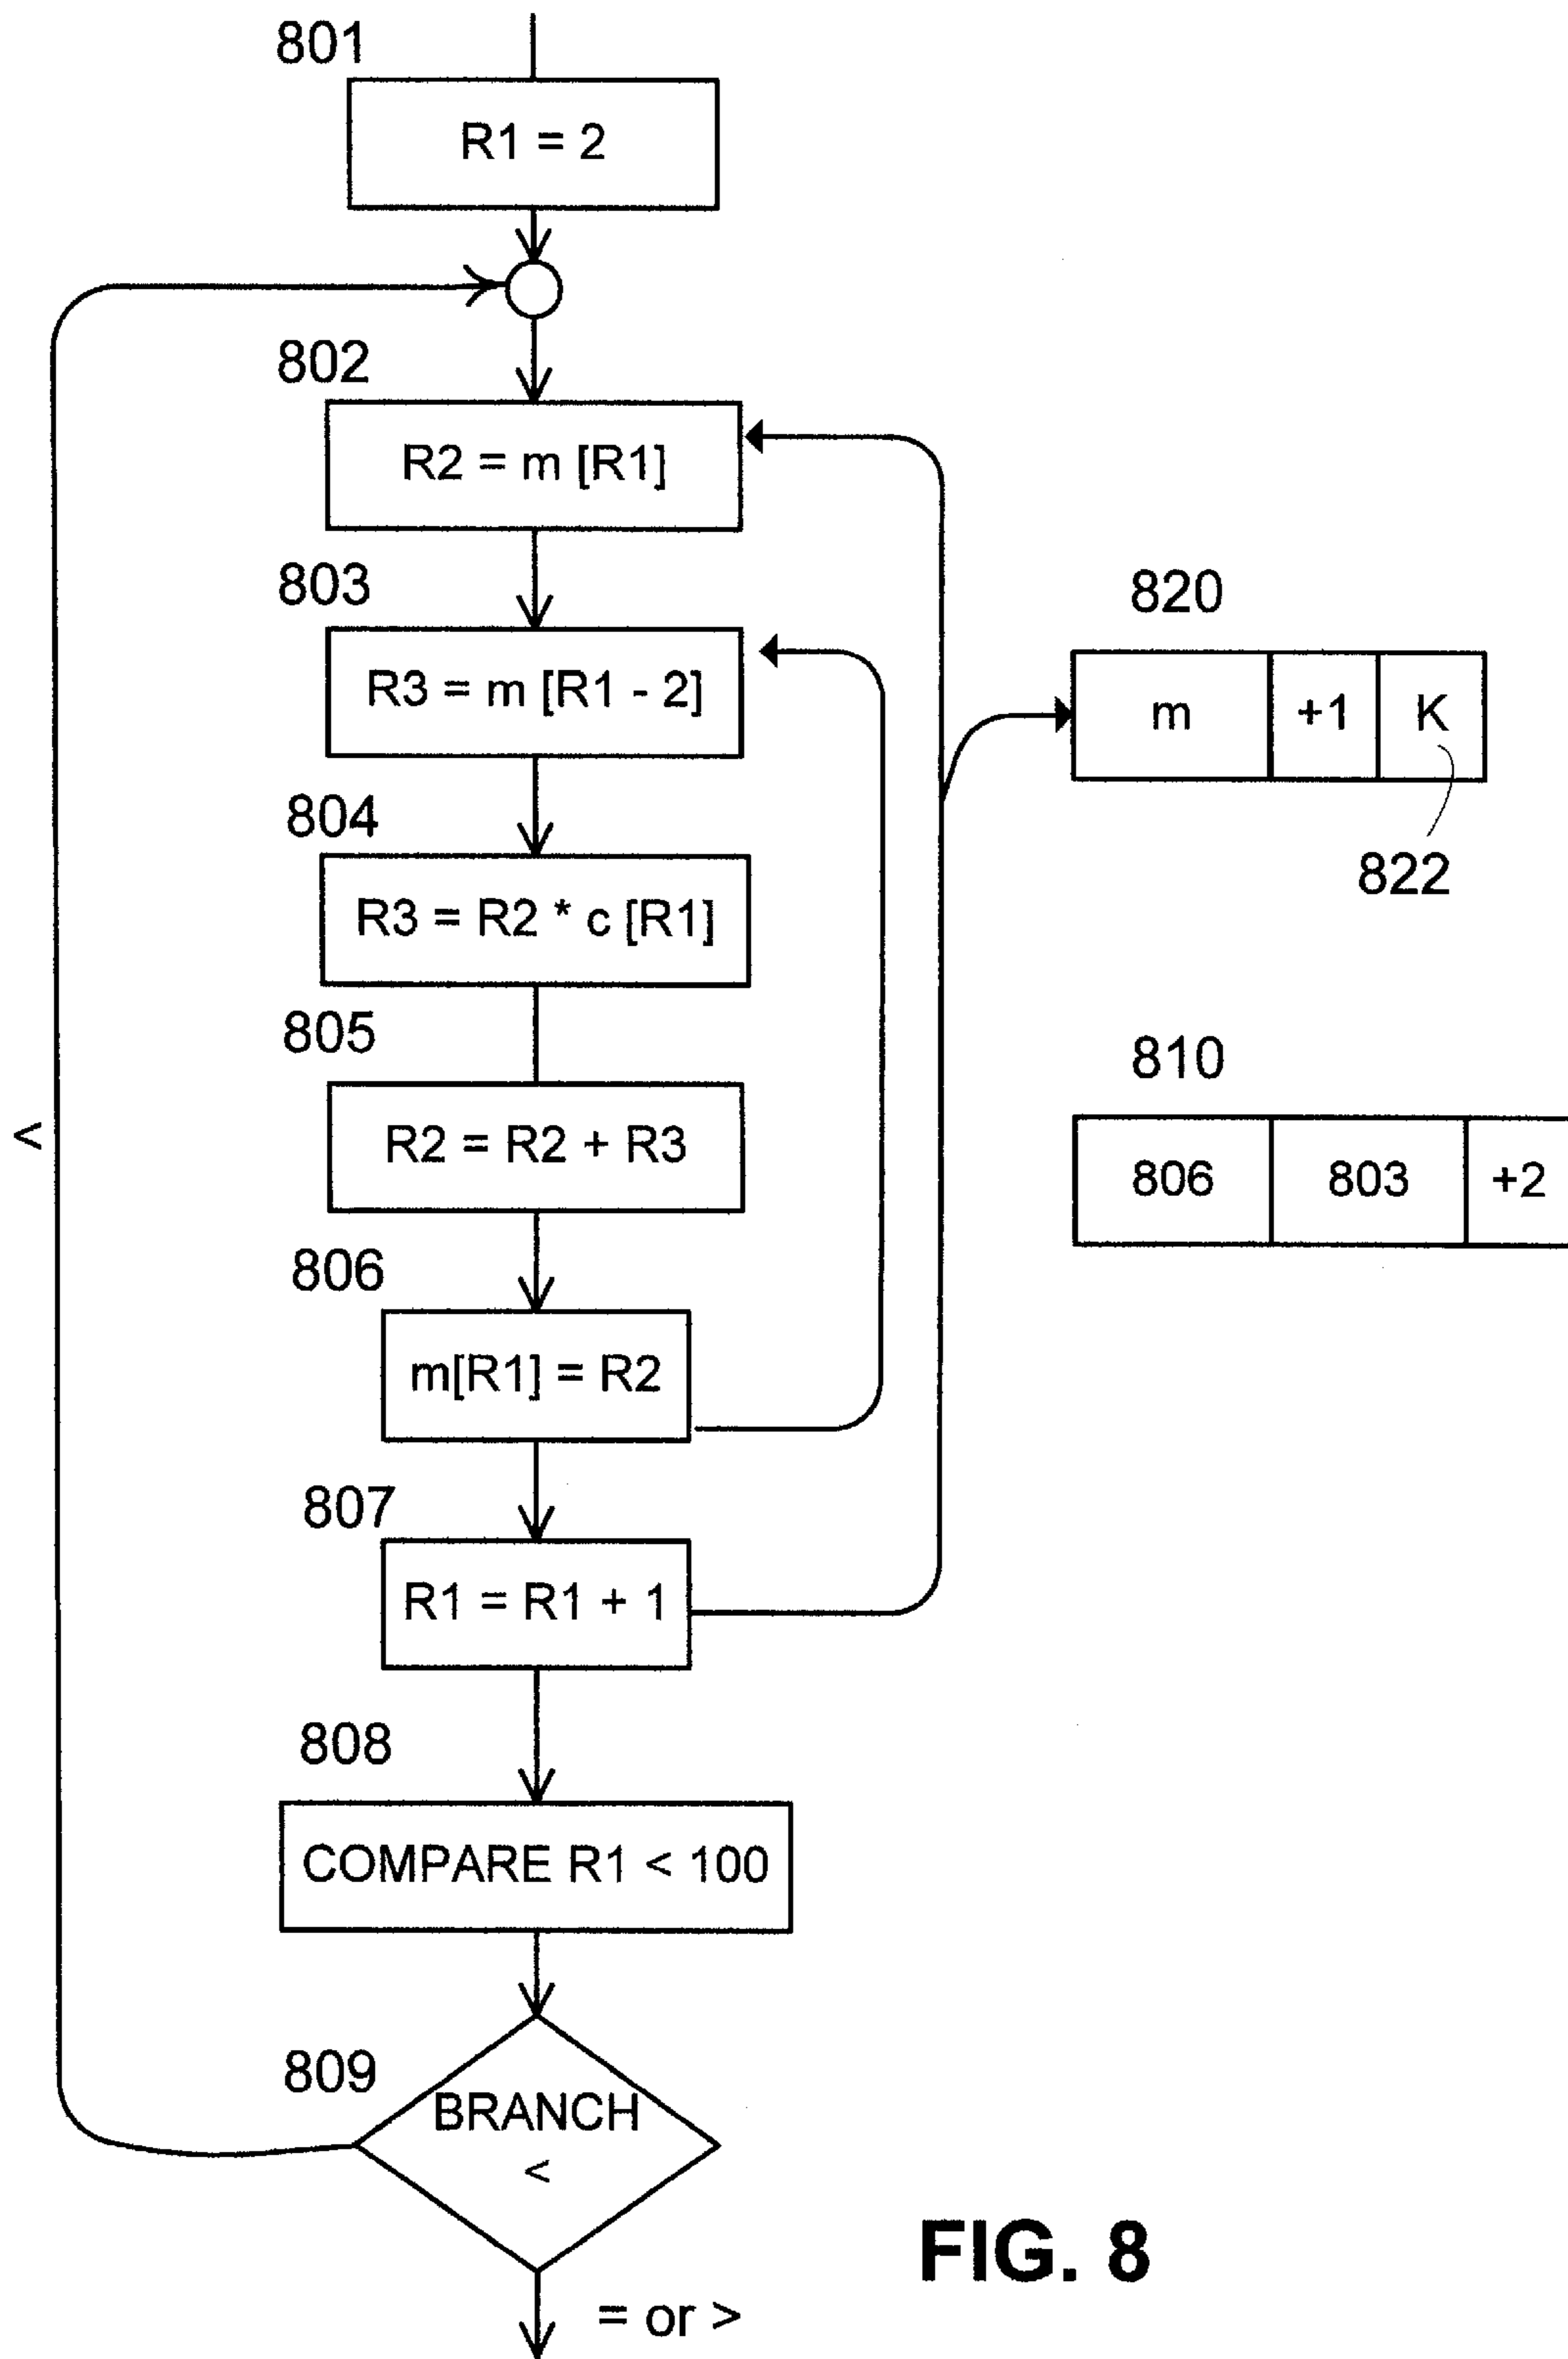 801
R1 = 2
802
R2 = m [R1]
803
R3 = m [R1 - 2]
820
m +1 K
822
804
R3 = R2 * c [R1]
805
R2 = R2 + R3
810
806 803 +2
<
806
m[R1] = R2
807
R1 = R1 + 1
808
COMPARE R1 < 100
809
BRANCH
<
= or >
FIG. 8